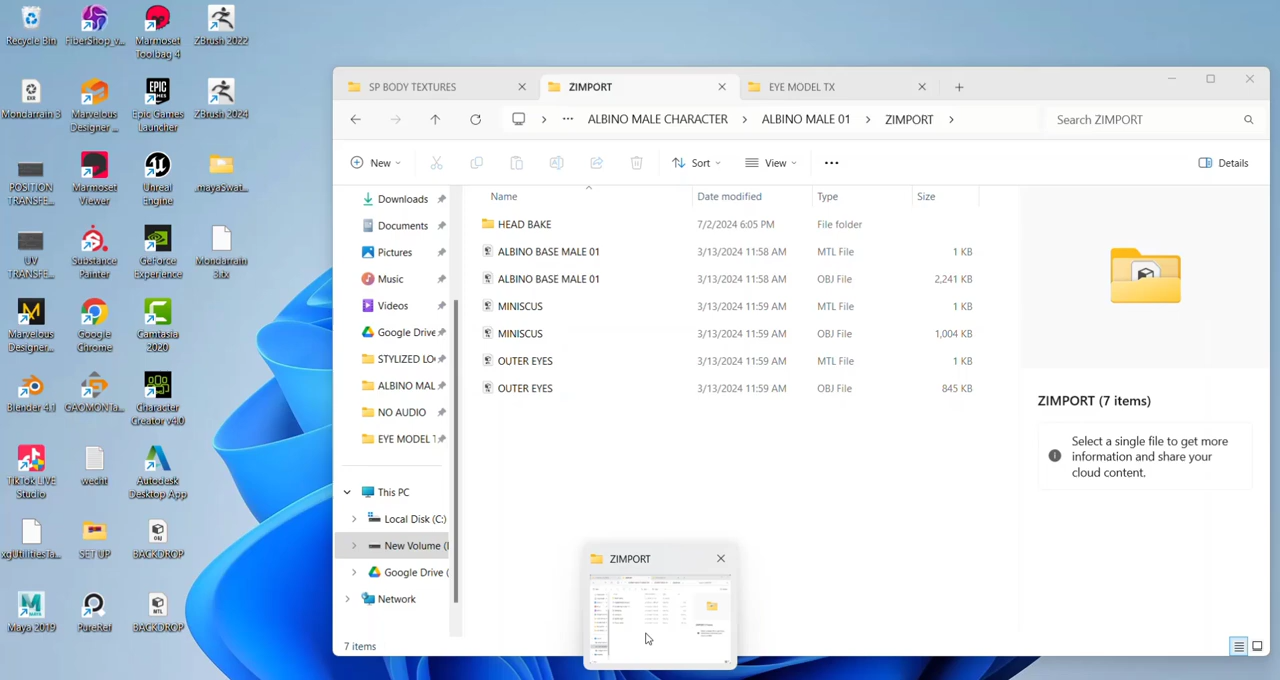 Recycle Bin
FiberShop_v...
Marmoset
Toolbag 4
ZBrush 2022
Mondarrain 3
Marvelous
Designer ...
Epic Games
Launcher
ZBrush 2024
POSITION
TRANSFE...
Marmoset
Viewer
Unreal
Engine
.mayaSwat...
UV
TRANSFE...
Substance
Painter
GeForce
Experience
Mondarrain
3.rx
Marvelous
Designer...
Google
Chrome
Camtasia
2020
Blender 4.1
GAOMONTa...
Character
Creator v4.0
TikTok LIVE
Studio
wecht
Autodesk
Desktop App
xgUtilitiesTa...
SET UP
BACKDROP
Maya 2019
PureRef
BACKDROP
SP BODY TEXTURES
ZIMPORT
EYE MODEL TX
... ALBINO MALE CHARACTER > ALBINO MALE 01 > ZIMPORT >
Search ZIMPORT
New
Sort
View
...
Details
Downloads
Documents
Pictures
Music
Videos
Google Drive
STYLIZED LO
ALBINO MAL
NO AUDIO
EYE MODEL T
This PC
Local Disk (C:)
New Volume (
Google Drive (
Network
Name Date modified Type Size
HEAD BAKE 7/2/2024 6:05 PM File folder
ALBINO BASE MALE 01 3/13/2024 11:58 AM MTL File 1 KB
ALBINO BASE MALE 01 3/13/2024 11:58 AM OBJ File 2,241 KB
MINISCUS 3/13/2024 11:59 AM MTL File 1 KB
MINISCUS 3/13/2024 11:59 AM OBJ File 1,004 KB
OUTER EYES 3/13/2024 11:59 AM MTL File 1 KB
OUTER EYES 3/13/2024 11:59 AM OBJ File 845 KB
ZIMPORT (7 items)
Select a single file to get more
information and share your
cloud content.
ZIMPORT
7 items